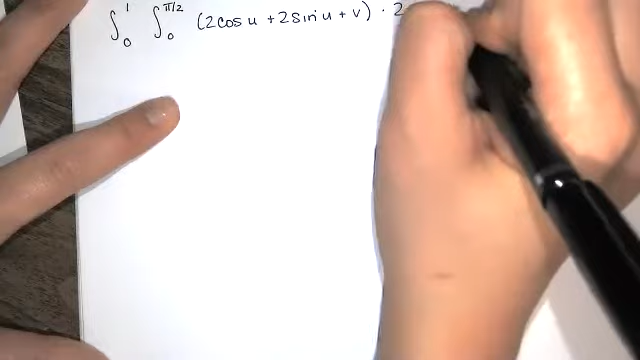 ∫₀¹ ∫₀^π/2 (2cos u + 2sin u + v) · 2